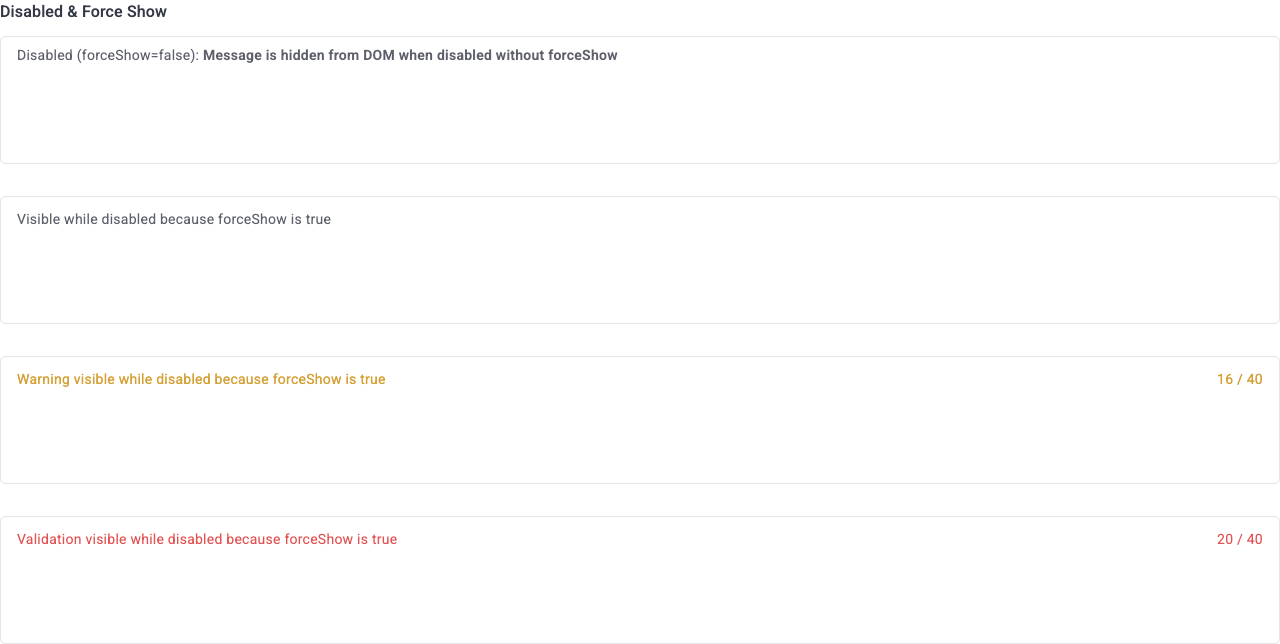 Disabled & Force Show
Disabled (forceShow=false): Message is hidden from DOM when disabled without forceShow
Visible while disabled because forceShow is true
Warning visible while disabled because forceShow is true 16 / 40
Validation visible while disabled because forceShow is true 20 / 40